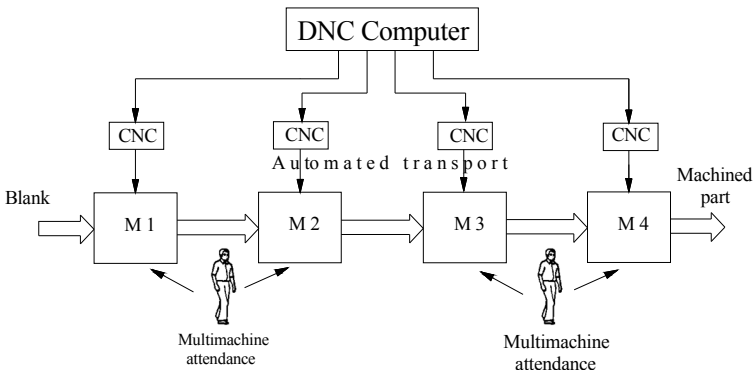 DNC Computer
CNC
CNC
CNC
CNC
Automated transport
Blank
M 1
M 2
M 3
M 4
Machined
part
Multimachine
attendance
Multimachine
attendance